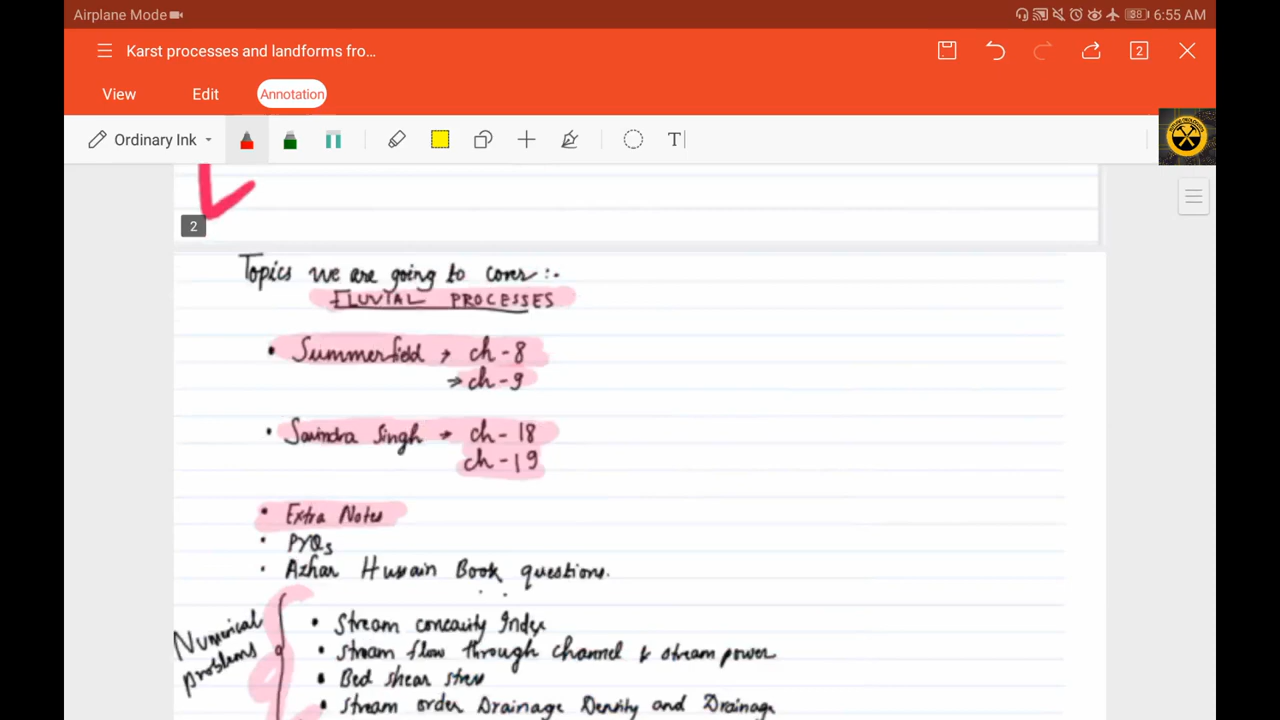 Airplane Mode
38 6:55 AM
Karst processes and landforms fro...
2
View Edit Annotation
Ordinary Ink T
2
Topics we are going to cover :-
FLUVIAL PROCESSES
• Summerfield → ch - 8
→ ch - 9
• Savindra Singh → ch - 18
ch - 19
• Extra Notes
• PYQs
• Azhar Husain Book questions.
Numerical problems
• Stream concavity Index
• Stream flow through channel & stream power
• Bed shear stress
• Stream order Drainage Density and Drainage